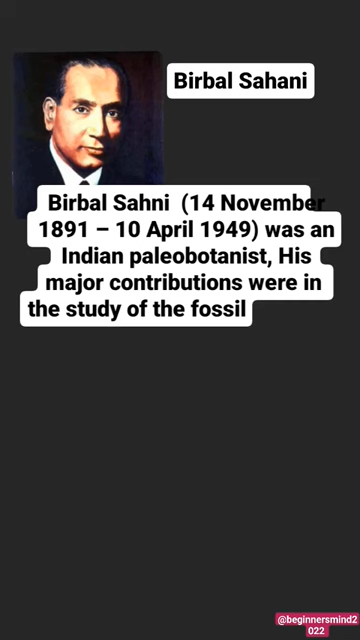 Birbal Sahani
Birbal Sahni (14 November
1891 – 10 April 1949) was an
Indian paleobotanist, His
major contributions were in
the study of the fossil
@beginnersmind2
022